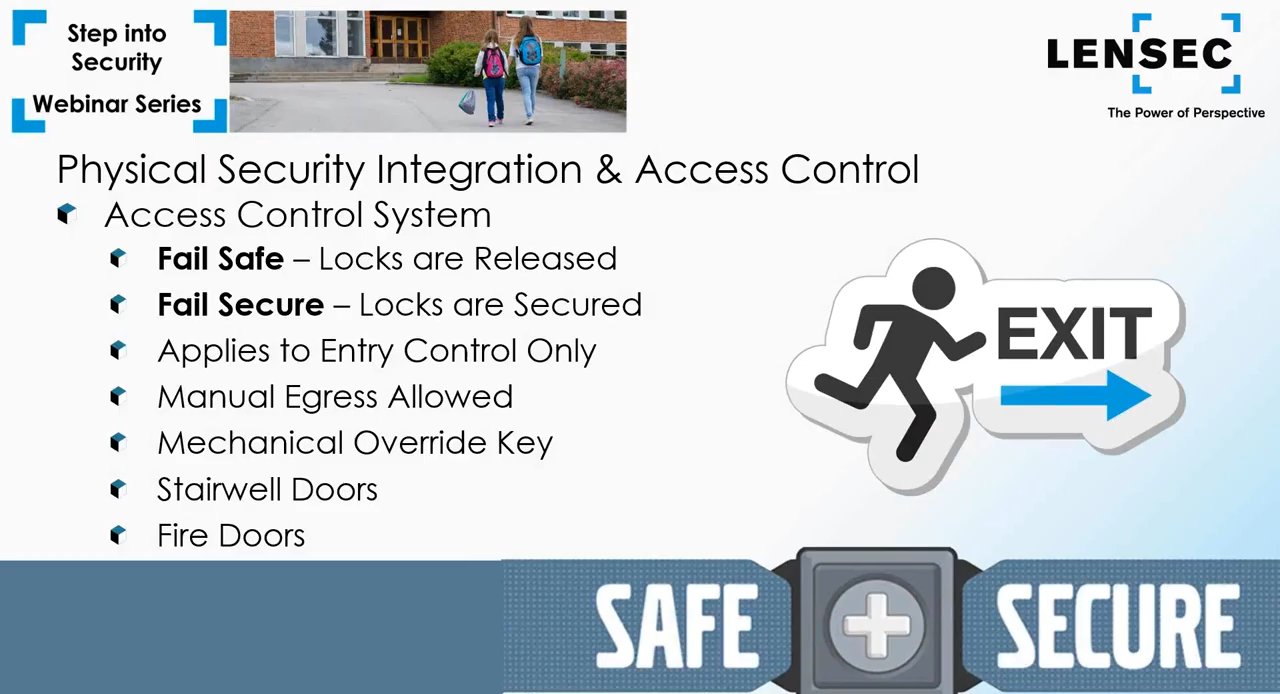 Step into
Security
Webinar Series
LENSEC
The Power of Perspective
Physical Security Integration & Access Control
Access Control System
Fail Safe – Locks are Released
Fail Secure – Locks are Secured
Applies to Entry Control Only
Manual Egress Allowed
Mechanical Override Key
Stairwell Doors
Fire Doors
EXIT
SAFE
SECURE